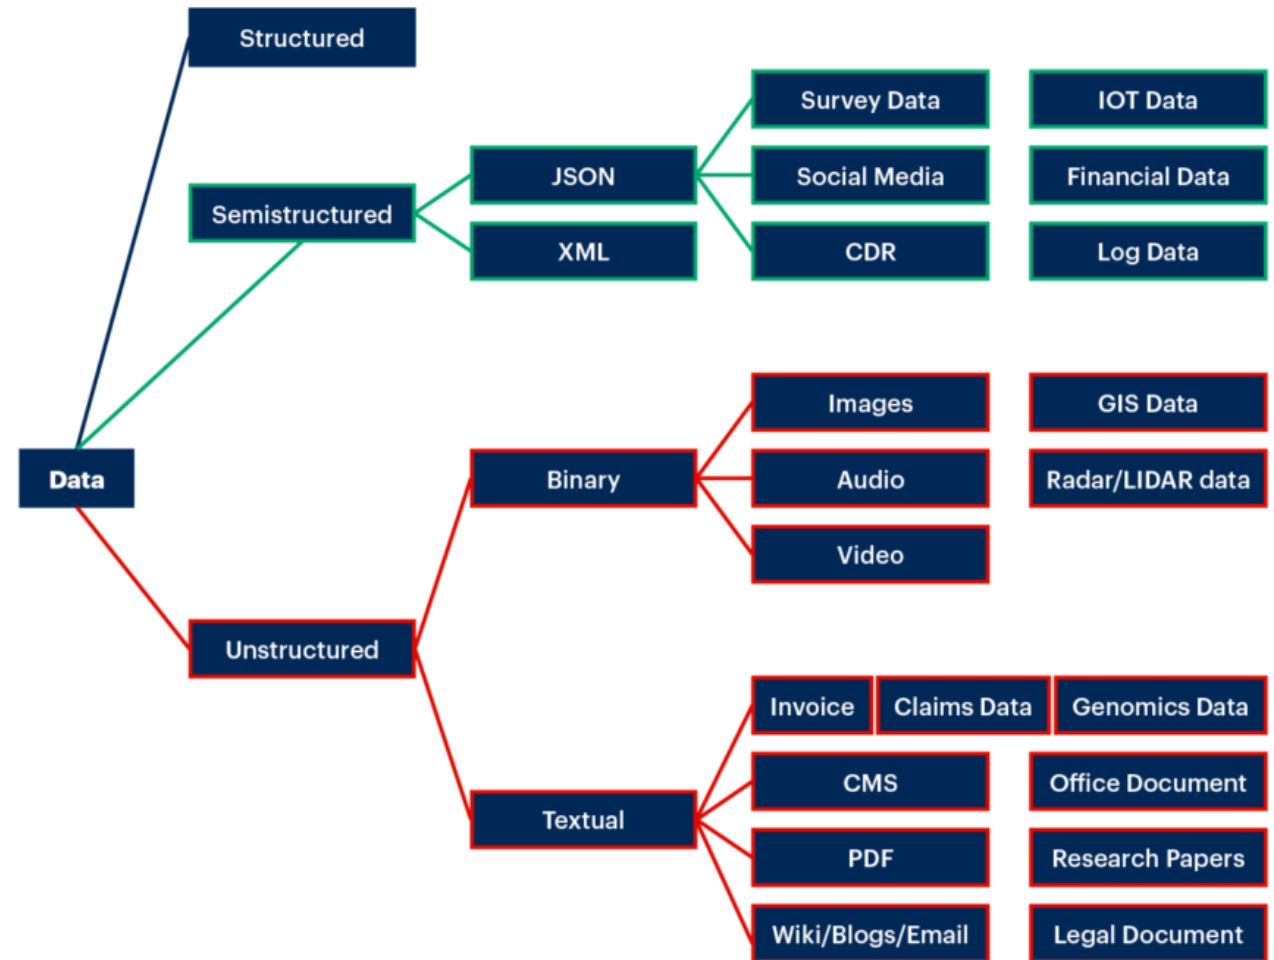 Structured
Survey Data
IOT Data
JSON
Social Media
Financial Data
Semistructured
XML
CDR
Log Data
Images
GIS Data
Data
Binary
Audio
Radar/LIDAR data
Video
Unstructured
Invoice
Claims Data
Genomics Data
CMS
Office Document
Textual
PDF
Research Papers
Wiki/Blogs/Email
Legal Document